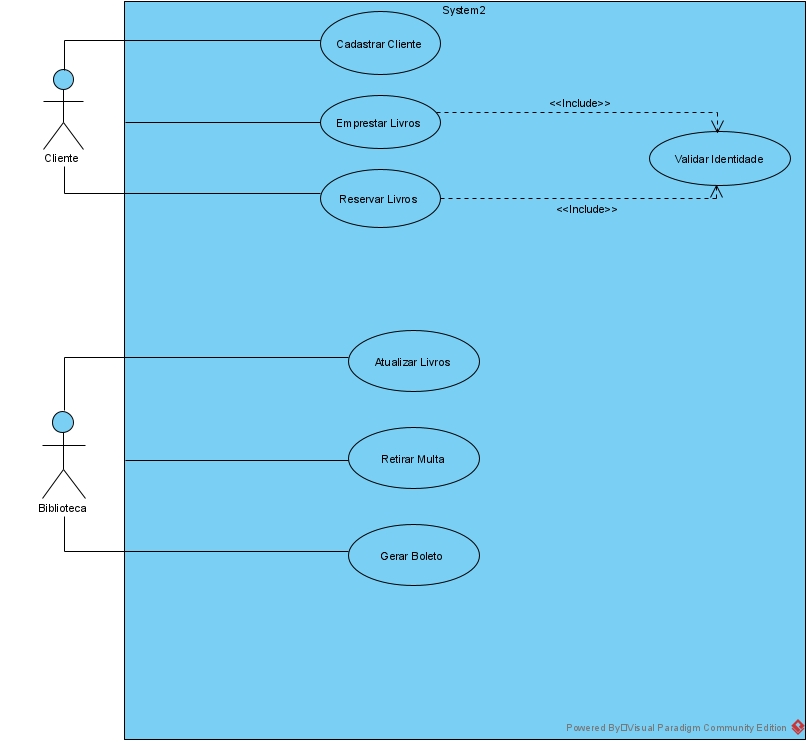 System2
Cadastrar Cliente
<<Include>>
Emprestar Livros
Cliente
Validar Identidade
Reservar Livros
<<Include>>
Atualizar Livros
Retirar Multa
Biblioteca
Gerar Boleto
Powered By□Visual Paradigm Community Edition